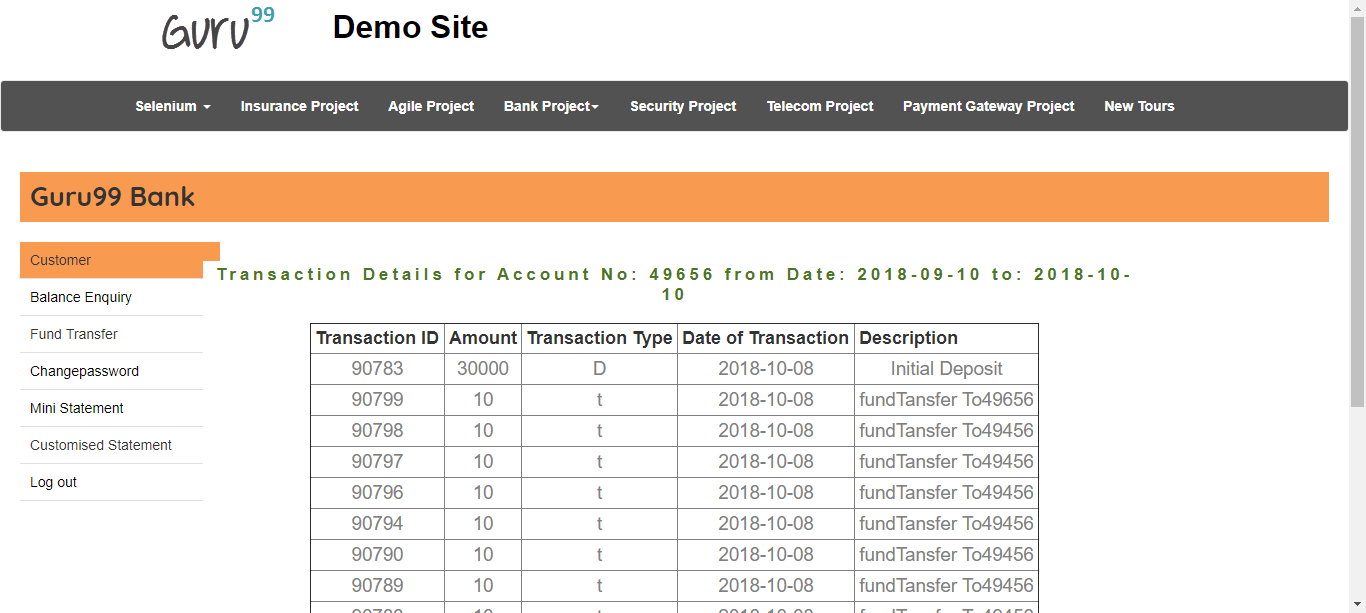 Guru99 Demo Site
Selenium Insurance Project Agile Project Bank Project Security Project Telecom Project Payment Gateway Project New Tours
Guru99 Bank
Customer
Balance Enquiry
Fund Transfer
Changepassword
Mini Statement
Customised Statement
Log out
Transaction Details for Account No: 49656 from Date: 2018-09-10 to: 2018-10-
10
Transaction ID Amount Transaction Type Date of Transaction Description
90783 30000 D 2018-10-08 Initial Deposit
90799 10 t 2018-10-08 fundTansfer To49656
90798 10 t 2018-10-08 fundTansfer To49456
90797 10 t 2018-10-08 fundTansfer To49456
90796 10 t 2018-10-08 fundTansfer To49456
90794 10 t 2018-10-08 fundTansfer To49456
90790 10 t 2018-10-08 fundTansfer To49456
90789 10 t 2018-10-08 fundTansfer To49456